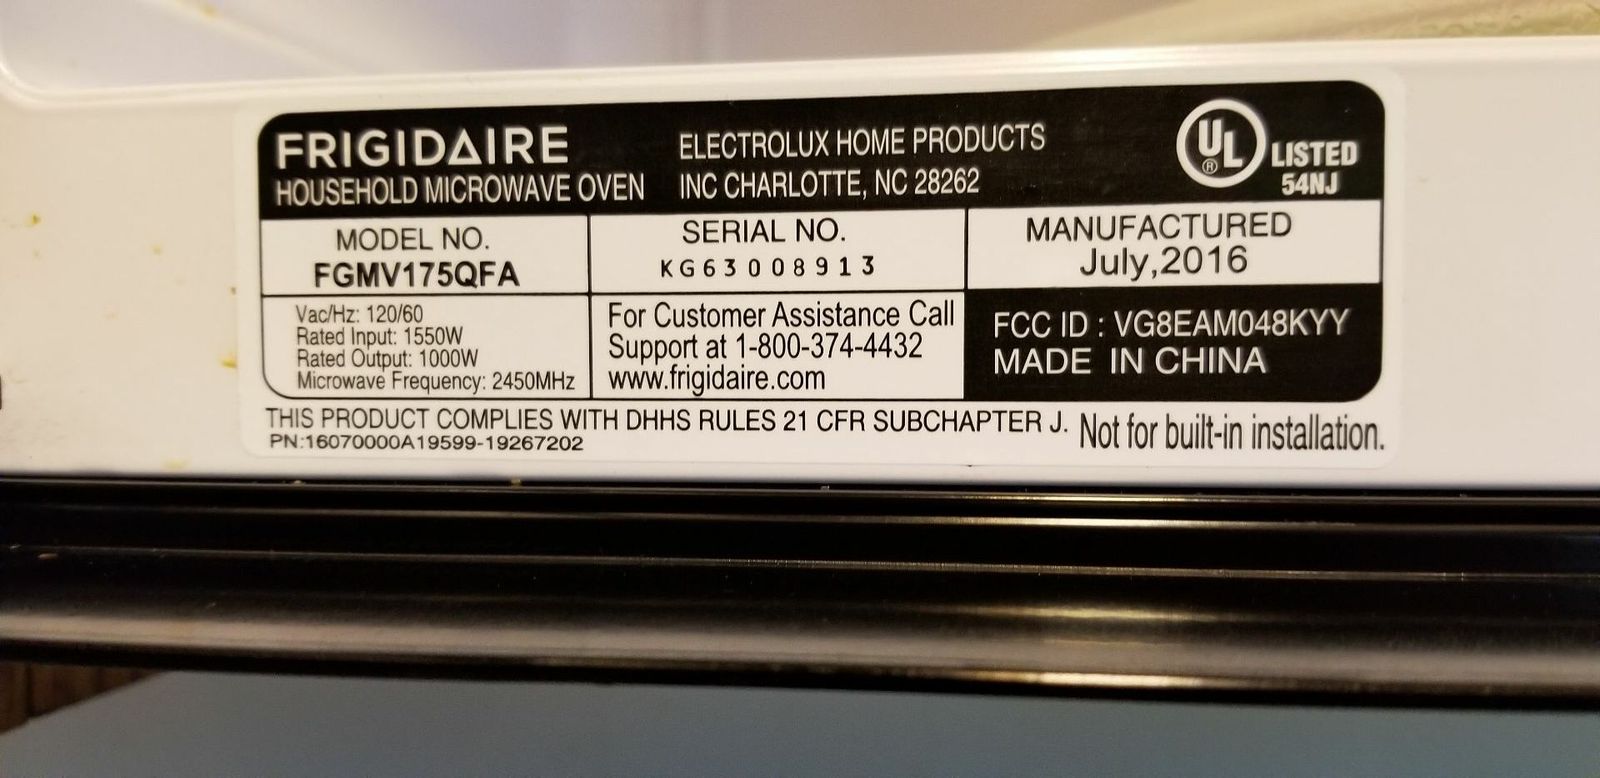 FRIGIDAIRE
HOUSEHOLD MICROWAVE OVEN
ELECTROLUX HOME PRODUCTS
INC CHARLOTTE, NC 28262
UL
®
LISTED
54NJ
MODEL NO.
FGMV175QFA
SERIAL NO.
KG63008913
MANUFACTURED
July,2016
Vac/Hz: 120/60
Rated Input: 1550W
Rated Output: 1000W
Microwave Frequency: 2450MHz
For Customer Assistance Call
Support at 1-800-374-4432
www.frigidaire.com
FCC ID : VG8EAM048KYY
MADE IN CHINA
THIS PRODUCT COMPLIES WITH DHHS RULES 21 CFR SUBCHAPTER J.
PN:16070000A19599-19267202
Not for built-in installation.